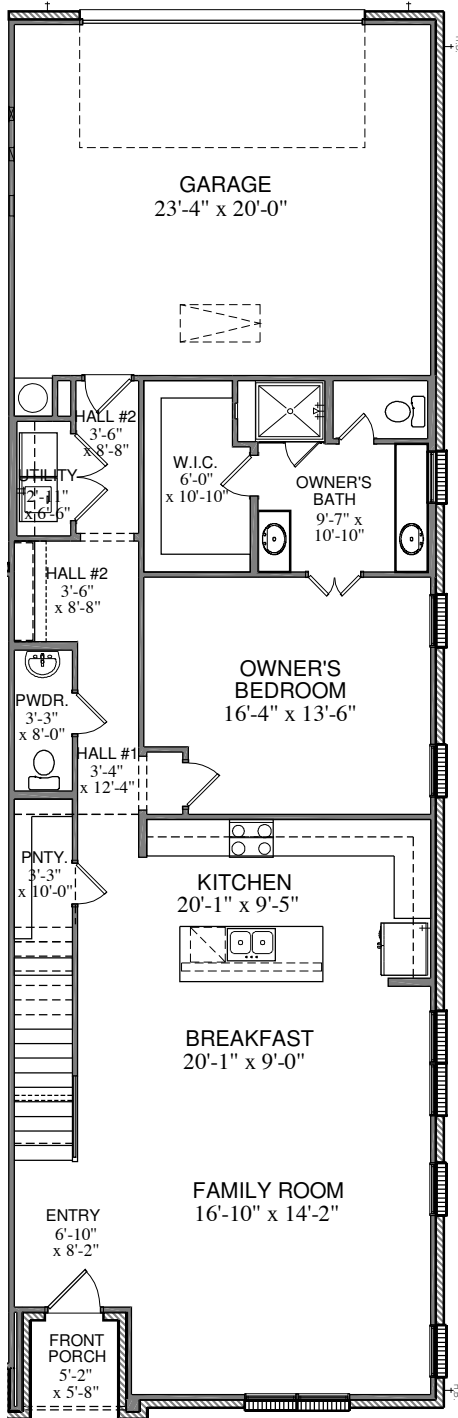 GARAGE
23'-4" x 20'-0"
HALL #2
3'-6"
x 8'-8"
W.I.C.
6'-0"
x 10'-10"
OWNER'S
BATH
9'-7" x
10'-10"
UTILITY
2'-11"
x 6'-6"
HALL #2
3'-6"
x 8'-8"
OWNER'S
BEDROOM
16'-4" x 13'-6"
PWDR.
3'-3"
x 8'-0"
HALL #1
3'-4"
x 12'-4"
PNTY.
3'-3"
x 10'-0"
KITCHEN
20'-1" x 9'-5"
BREAKFAST
20'-1" x 9'-0"
FAMILY ROOM
16'-10" x 14'-2"
ENTRY
6'-10"
x 8'-2"
FRONT
PORCH
5'-2"
x 5'-8"